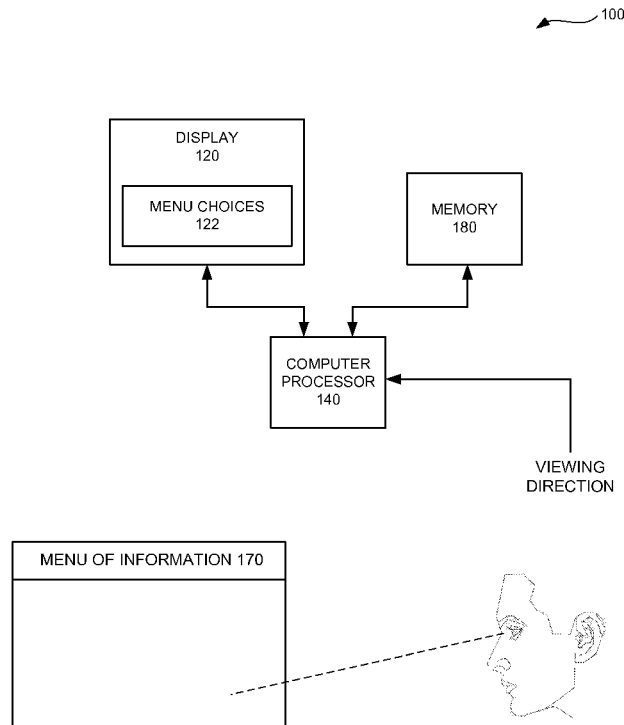 100
DISPLAY
120
MENU CHOICES
122
MEMORY
180
COMPUTER
PROCESSOR
140
VIEWING
DIRECTION
MENU OF INFORMATION 170